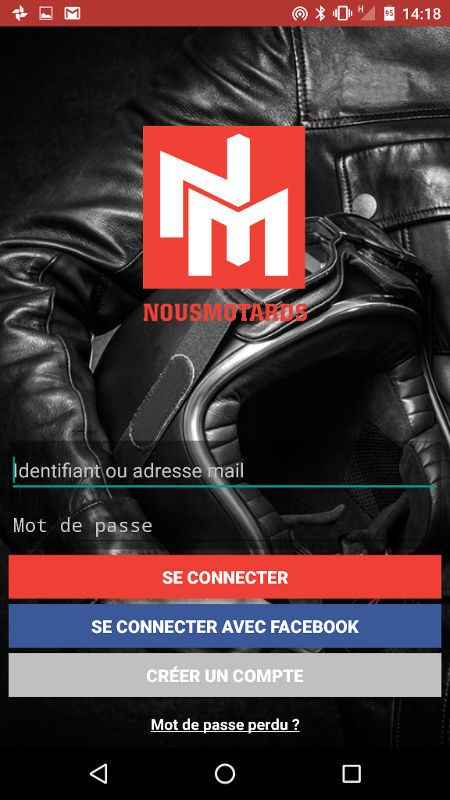 H
95
14:18
NM
NOUSMOTARDS
Identifiant ou adresse mail
Mot de passe
SE CONNECTER
SE CONNECTER AVEC FACEBOOK
CRÉER UN COMPTE
Mot de passe perdu ?